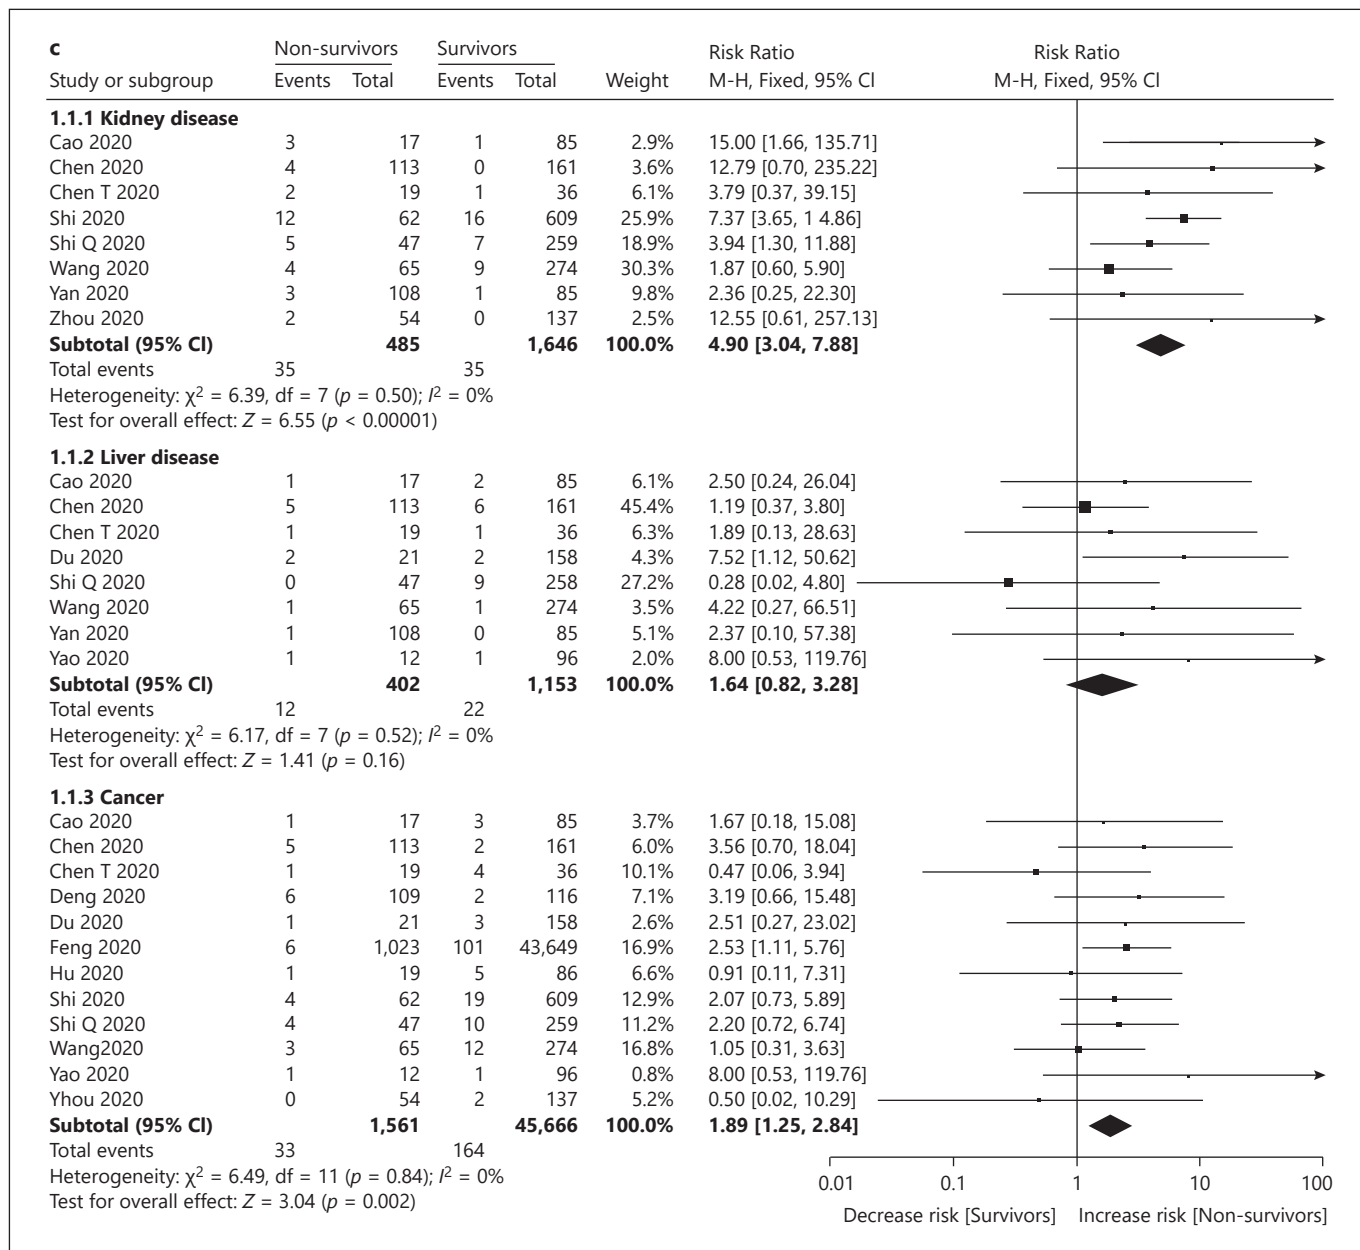 c Non-survivors Survivors Risk Ratio Risk Ratio
Study or subgroup Events Total Events Total Weight M-H, Fixed, 95% CI M-H, Fixed, 95% CI
1.1.1 Kidney disease
Cao 2020 3 17 1 85 2.9% 15.00 [1.66, 135.71]
Chen 2020 4 113 0 161 3.6% 12.79 [0.70, 235.22]
Chen T 2020 2 19 1 36 6.1% 3.79 [0.37, 39.15]
Shi 2020 12 62 16 609 25.9% 7.37 [3.65, 1 4.86]
Shi Q 2020 5 47 7 259 18.9% 3.94 [1.30, 11.88]
Wang 2020 4 65 9 274 30.3% 1.87 [0.60, 5.90]
Yan 2020 3 108 1 85 9.8% 2.36 [0.25, 22.30]
Zhou 2020 2 54 0 137 2.5% 12.55 [0.61, 257.13]
Subtotal (95% CI) 485 1,646 100.0% 4.90 [3.04, 7.88]
Total events 35 35
Heterogeneity: χ² = 6.39, df = 7 (p = 0.50); I² = 0%
Test for overall effect: Z = 6.55 (p < 0.00001)
1.1.2 Liver disease
Cao 2020 1 17 2 85 6.1% 2.50 [0.24, 26.04]
Chen 2020 5 113 6 161 45.4% 1.19 [0.37, 3.80]
Chen T 2020 1 19 1 36 6.3% 1.89 [0.13, 28.63]
Du 2020 2 21 2 158 4.3% 7.52 [1.12, 50.62]
Shi Q 2020 0 47 9 258 27.2% 0.28 [0.02, 4.80]
Wang 2020 1 65 1 274 3.5% 4.22 [0.27, 66.51]
Yan 2020 1 108 0 85 5.1% 2.37 [0.10, 57.38]
Yao 2020 1 12 1 96 2.0% 8.00 [0.53, 119.76]
Subtotal (95% CI) 402 1,153 100.0% 1.64 [0.82, 3.28]
Total events 12 22
Heterogeneity: χ² = 6.17, df = 7 (p = 0.52); I² = 0%
Test for overall effect: Z = 1.41 (p = 0.16)
1.1.3 Cancer
Cao 2020 1 17 3 85 3.7% 1.67 [0.18, 15.08]
Chen 2020 5 113 2 161 6.0% 3.56 [0.70, 18.04]
Chen T 2020 1 19 4 36 10.1% 0.47 [0.06, 3.94]
Deng 2020 6 109 2 116 7.1% 3.19 [0.66, 15.48]
Du 2020 1 21 3 158 2.6% 2.51 [0.27, 23.02]
Feng 2020 6 1,023 101 43,649 16.9% 2.53 [1.11, 5.76]
Hu 2020 1 19 5 86 6.6% 0.91 [0.11, 7.31]
Shi 2020 4 62 19 609 12.9% 2.07 [0.73, 5.89]
Shi Q 2020 4 47 10 259 11.2% 2.20 [0.72, 6.74]
Wang2020 3 65 12 274 16.8% 1.05 [0.31, 3.63]
Yao 2020 1 12 1 96 0.8% 8.00 [0.53, 119.76]
Yhou 2020 0 54 2 137 5.2% 0.50 [0.02, 10.29]
Subtotal (95% CI) 1,561 45,666 100.0% 1.89 [1.25, 2.84]
Total events 33 164
Heterogeneity: χ² = 6.49, df = 11 (p = 0.84); I² = 0%
Test for overall effect: Z = 3.04 (p = 0.002)
0.01 0.1 1 10 100
Decrease risk [Survivors] Increase risk [Non-survivors]